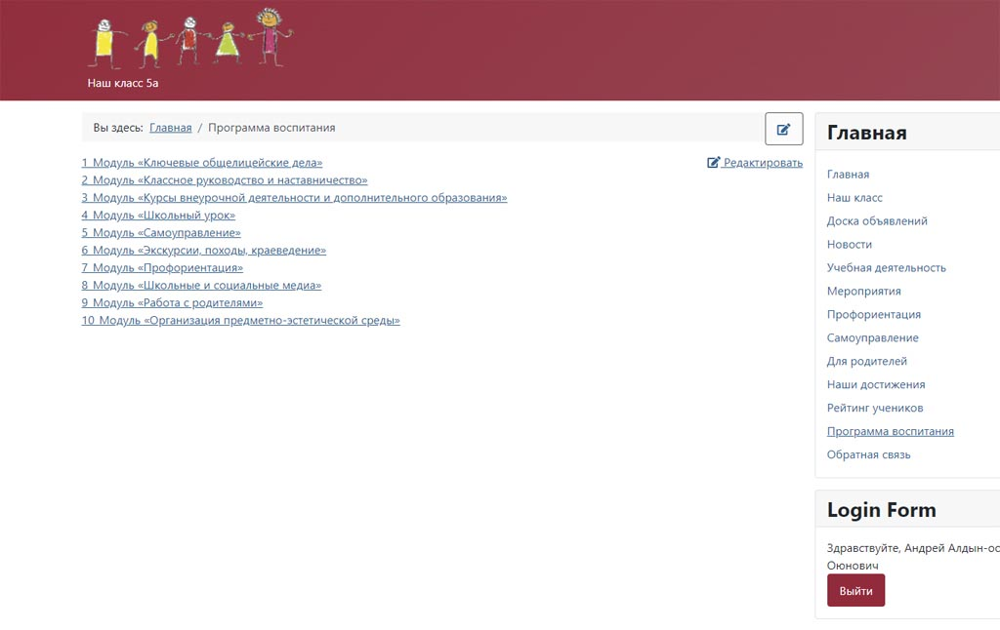 Наш класс 5а
Вы здесь: Главная / Программа воспитания
Редактировать
1 Модуль «Ключевые общелицейские дела»
2 Модуль «Классное руководство и наставничество»
3 Модуль «Курсы внеурочной деятельности и дополнительного образования»
4 Модуль «Школьный урок»
5 Модуль «Самоуправление»
6 Модуль «Экскурсии, походы, краеведение»
7 Модуль «Профориентация»
8 Модуль «Школьные и социальные медиа»
9 Модуль «Работа с родителями»
10 Модуль «Организация предметно-эстетической среды»
Главная
Главная
Наш класс
Доска объявлений
Новости
Учебная деятельность
Мероприятия
Профориентация
Самоуправление
Для родителей
Наши достижения
Рейтинг учеников
Программа воспитания
Обратная связь
Login Form
Здравствуйте, Андрей Алдын-оо
Оюнович
Выйти